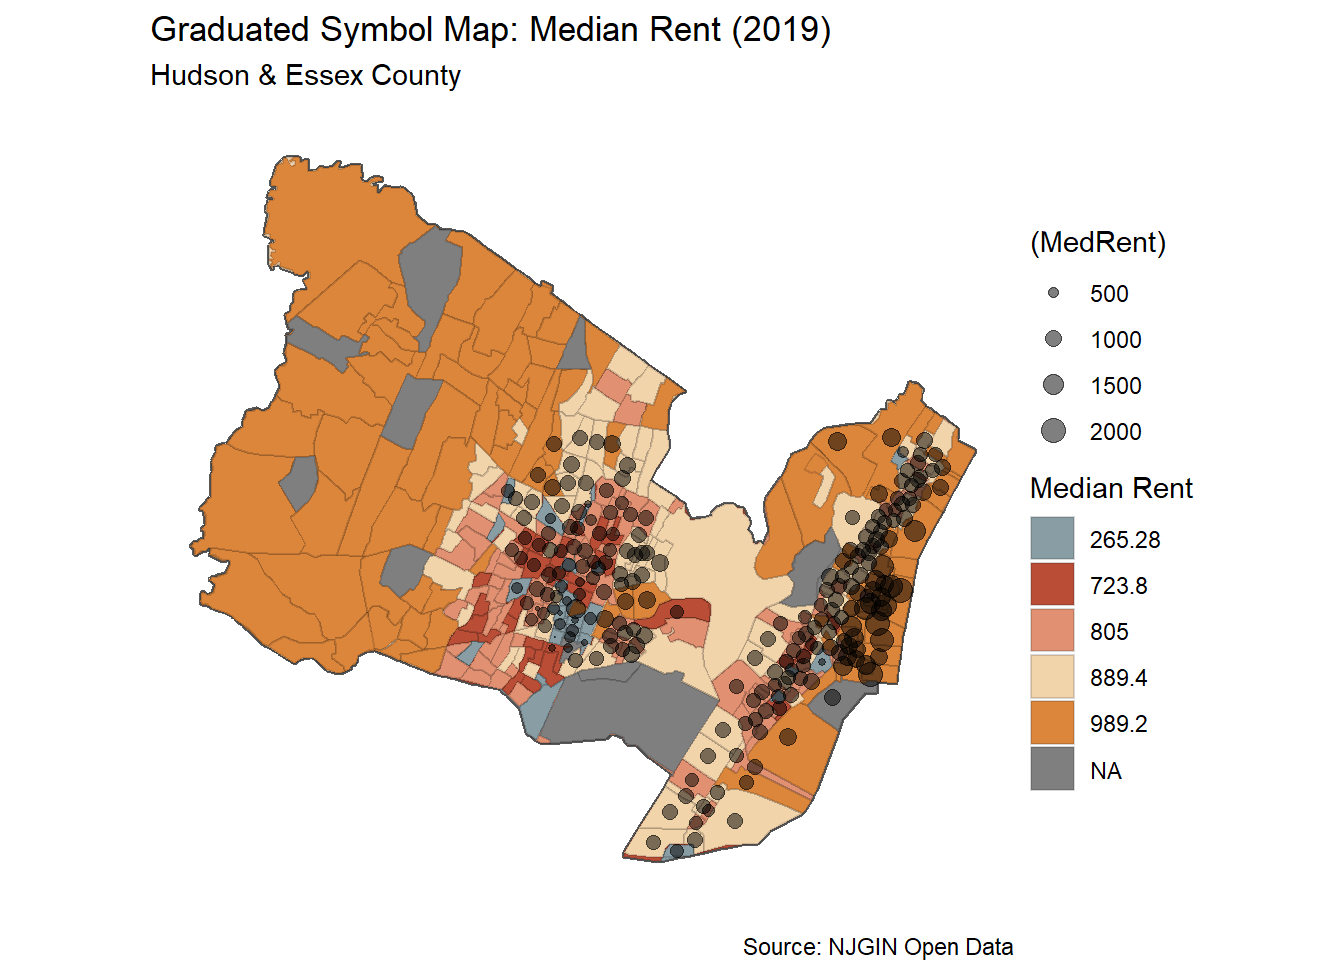 Graduated Symbol Map: Median Rent (2019)
Hudson & Essex County
(MedRent)
500
1000
1500
2000
Median Rent
265.28
723.8
805
889.4
989.2
NA
Source: NJGIN Open Data